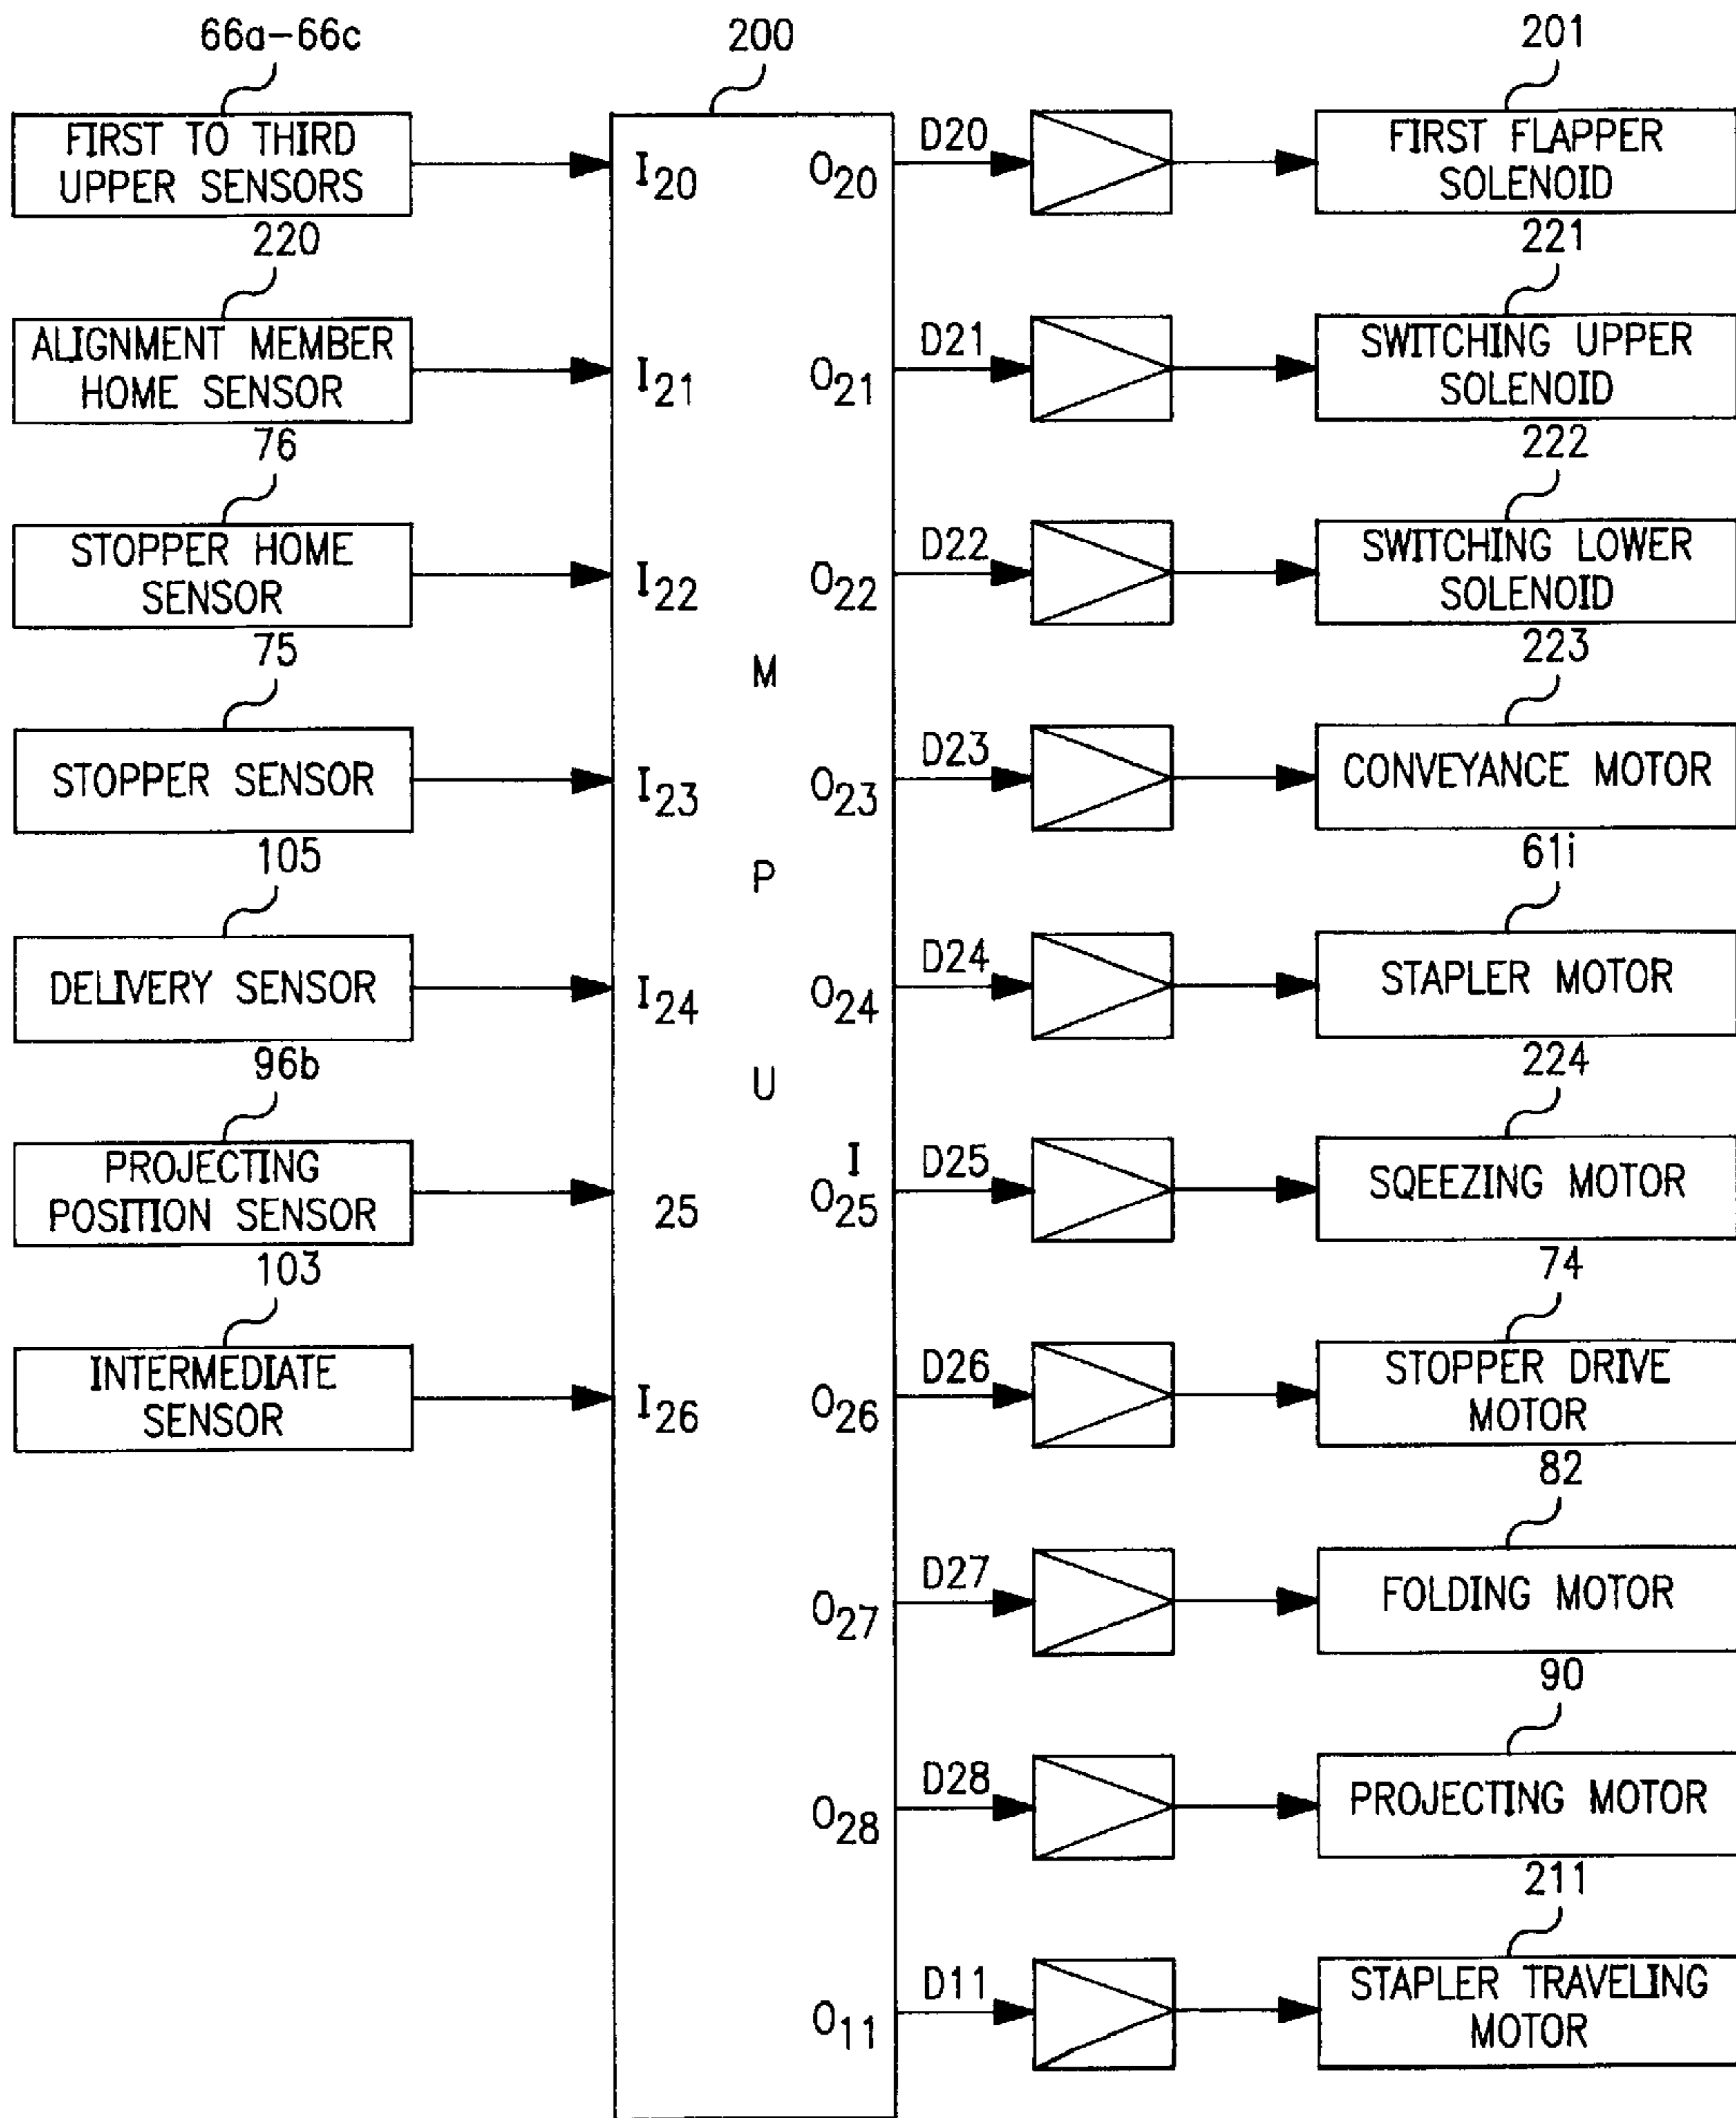 66a-66c 200 201
FIRST TO THIRD
UPPER SENSORS
I20 O20 D20
FIRST FLAPPER
SOLENOID
220 221
ALIGNMENT MEMBER
HOME SENSOR
I21 O21 D21
SWITCHING UPPER
SOLENOID
76 222
STOPPER HOME
SENSOR
I22 O22 D22
SWITCHING LOWER
SOLENOID
75 223
M
STOPPER SENSOR I23 O23 D23 CONVEYANCE MOTOR
105 61i
P
DELIVERY SENSOR I24 O24 D24 STAPLER MOTOR
96b 224
U
PROJECTING
POSITION SENSOR
25 I
O25 D25 SQEEZING MOTOR
103 74
INTERMEDIATE
SENSOR
I26 O26 D26
STOPPER DRIVE
MOTOR
82
O27 D27 FOLDING MOTOR
90
O28 D28 PROJECTING MOTOR
211
O11 D11
STAPLER TRAVELING
MOTOR